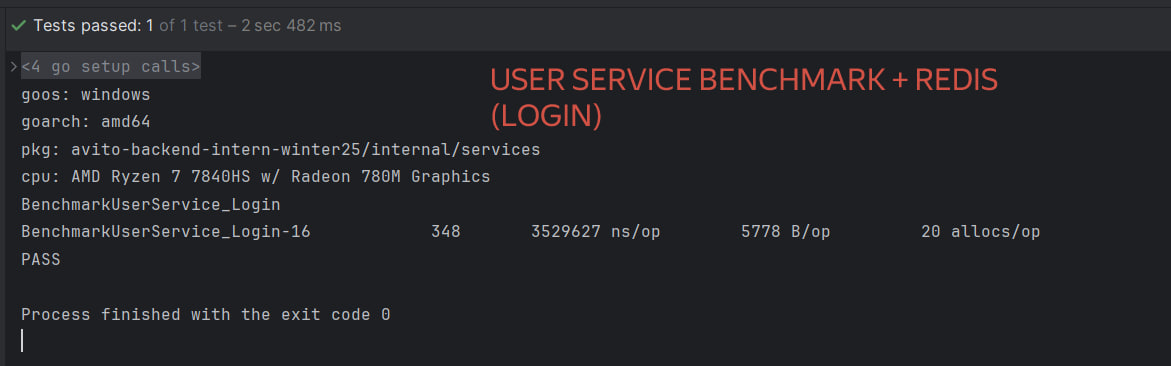 Tests passed: 1 of 1 test – 2 sec 482 ms
<4 go setup calls>
USER SERVICE BENCHMARK + REDIS
(LOGIN)
goos: windows
goarch: amd64
pkg: avito-backend-intern-winter25/internal/services
cpu: AMD Ryzen 7 7840HS w/ Radeon 780M Graphics
BenchmarkUserService_Login
BenchmarkUserService_Login-16 348 3529627 ns/op 5778 B/op 20 allocs/op
PASS
Process finished with the exit code 0